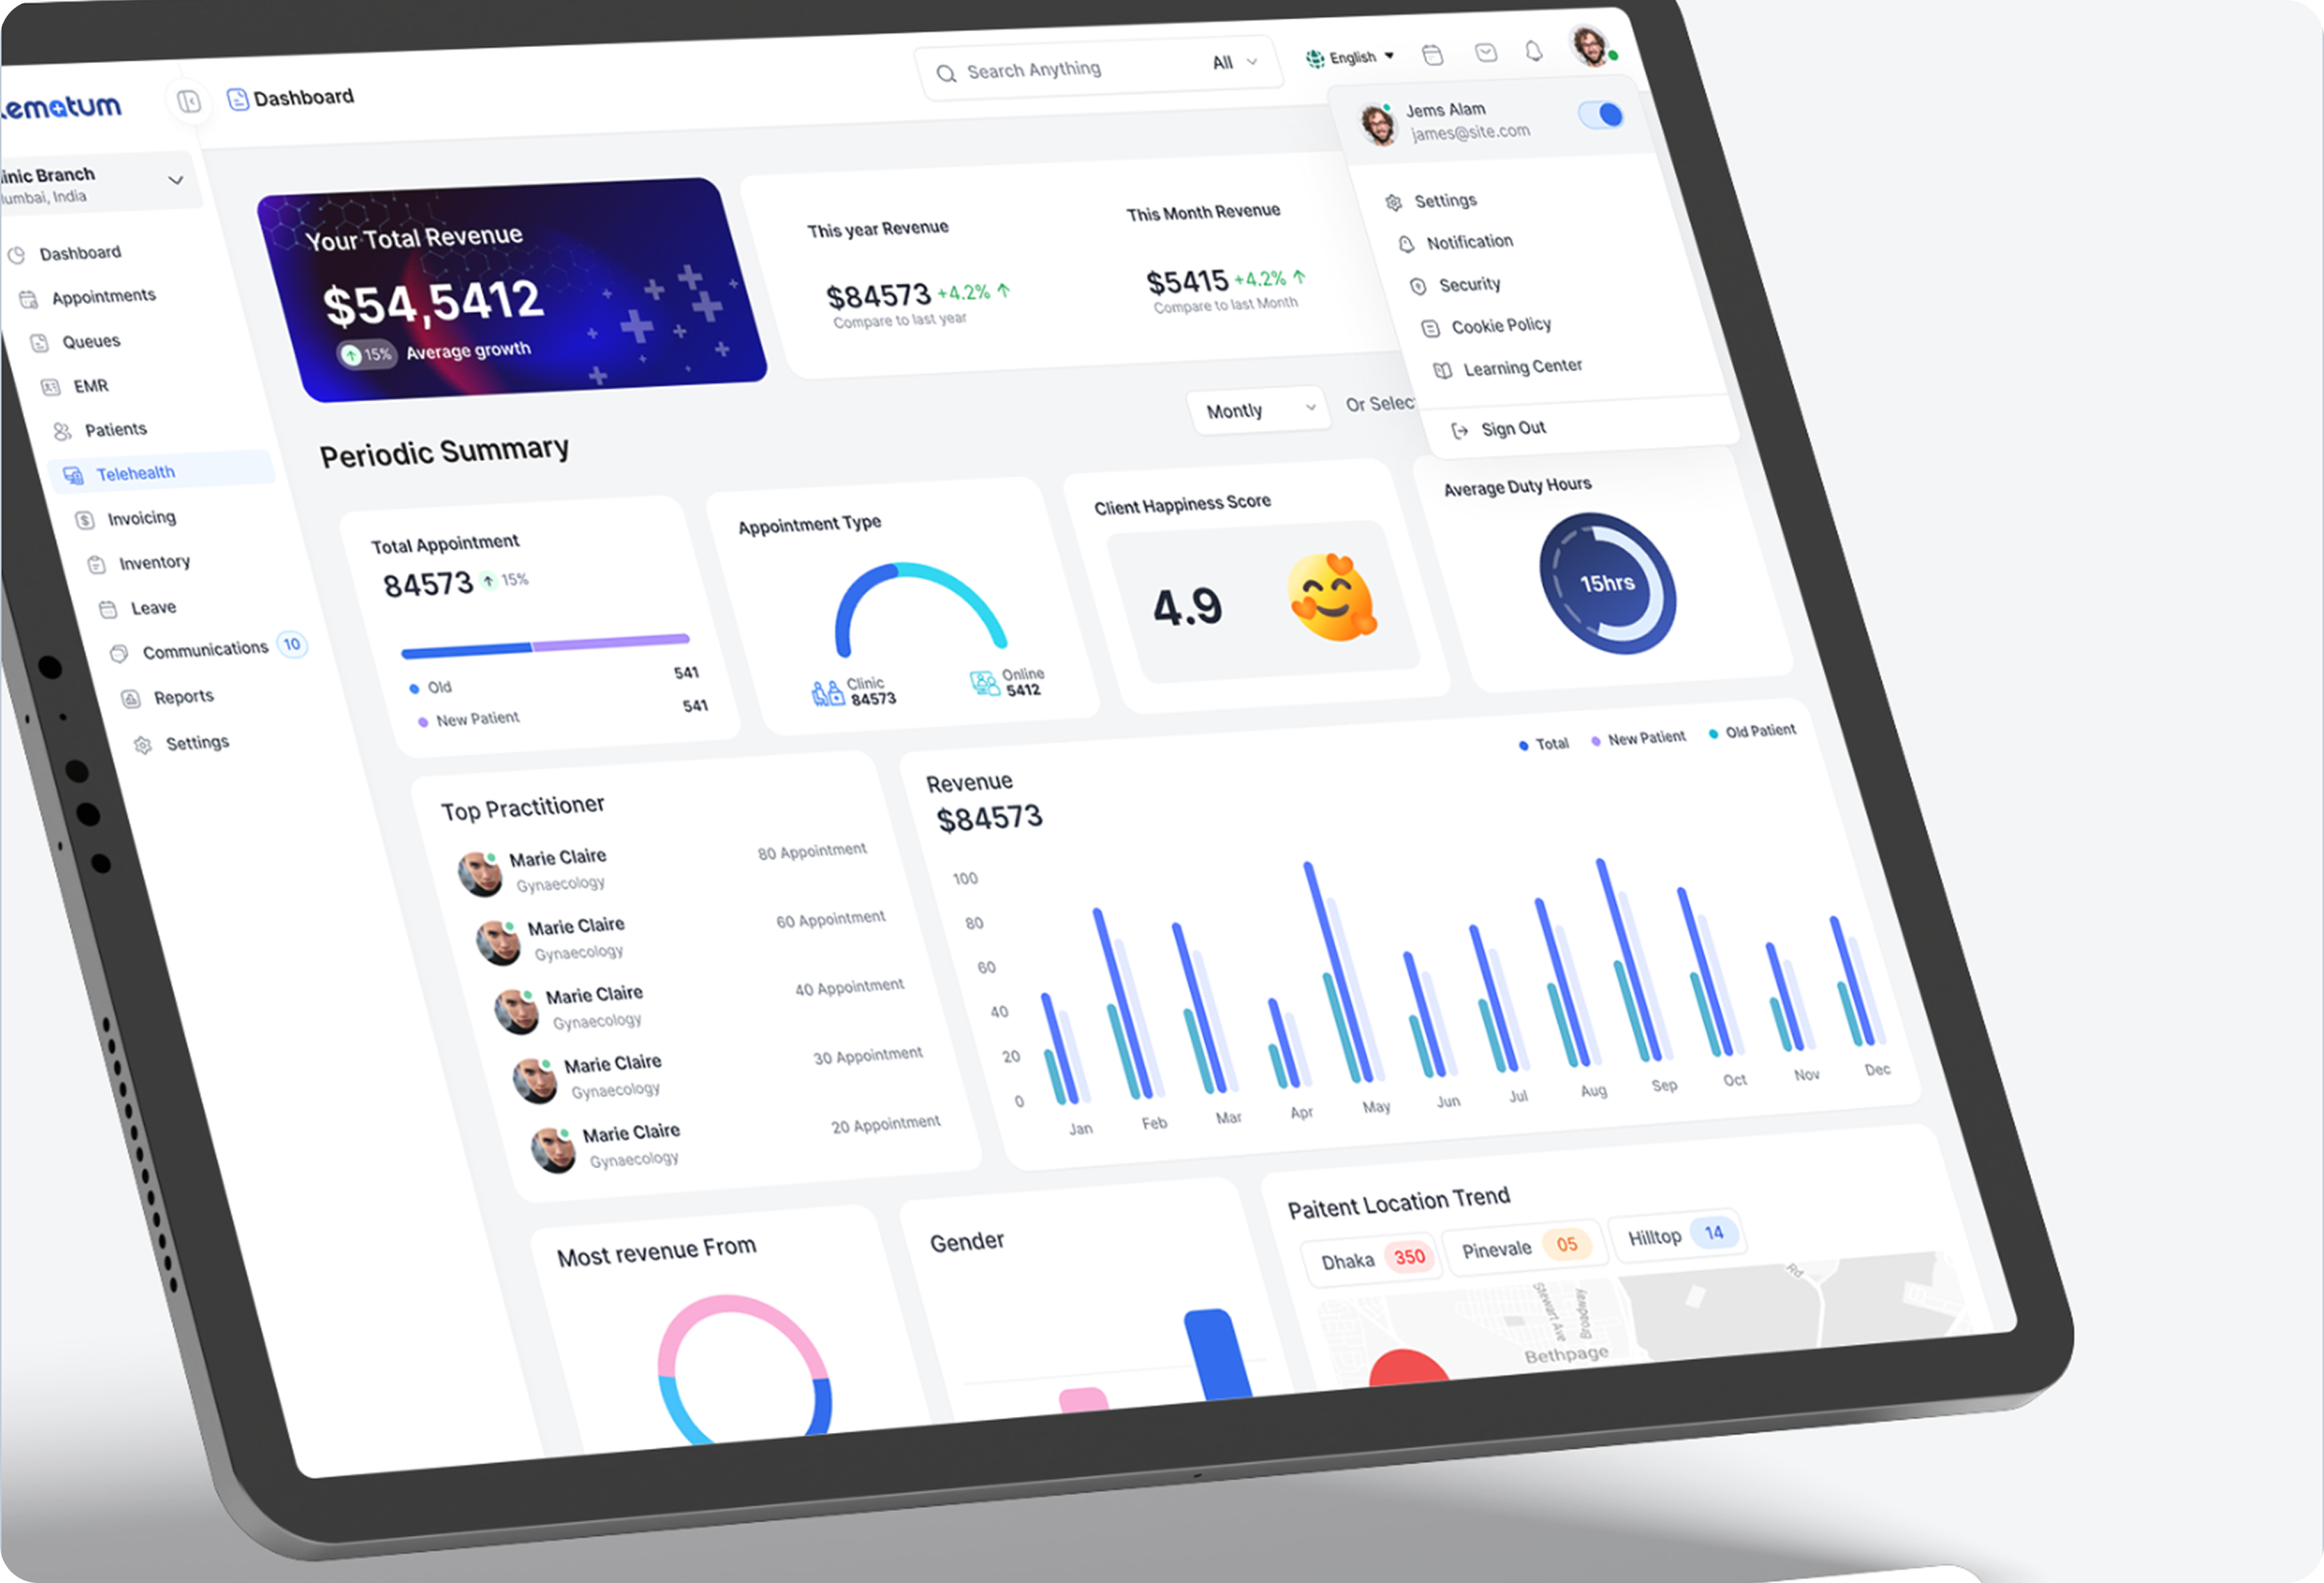 ematum
Dashboard
Search Anything
All
English
Jems Alam
james@site.com
Settings
Notification
Security
Cookie Policy
Learning Center
Sign Out
inic Branch
umbai, India
Dashboard
Appointments
Queues
EMR
Patients
Telehealth
Invoicing
Inventory
Leave
Communications 10
Reports
Settings
Your Total Revenue
$54,5412
15% Average growth
This year Revenue
$84573 +4.2%
Compare to last year
This Month Revenue
$5415 +4.2%
Compare to last Month
Periodic Summary
Montly
Or Selec
Total Appointment
84573 15%
Old 541
New Patient 541
Appointment Type
Clinic
84573
Online
5412
Client Happiness Score
4.9
Average Duty Hours
15hrs
Top Practitioner
Marie Claire
Gynaecology
80 Appointment
Marie Claire
Gynaecology
60 Appointment
Marie Claire
Gynaecology
40 Appointment
Marie Claire
Gynaecology
30 Appointment
Marie Claire
Gynaecology
20 Appointment
Revenue
$84573
Total New Patient Old Patient
100
80
60
40
20
0
Jan Feb Mar Apr May Jun Jul Aug Sep Oct Nov Dec
Most revenue From
Gender
Paitent Location Trend
Dhaka 350
Pinevale 05
Hilltop 14
Stewart Ave
Broadway
Rd
Bethpage